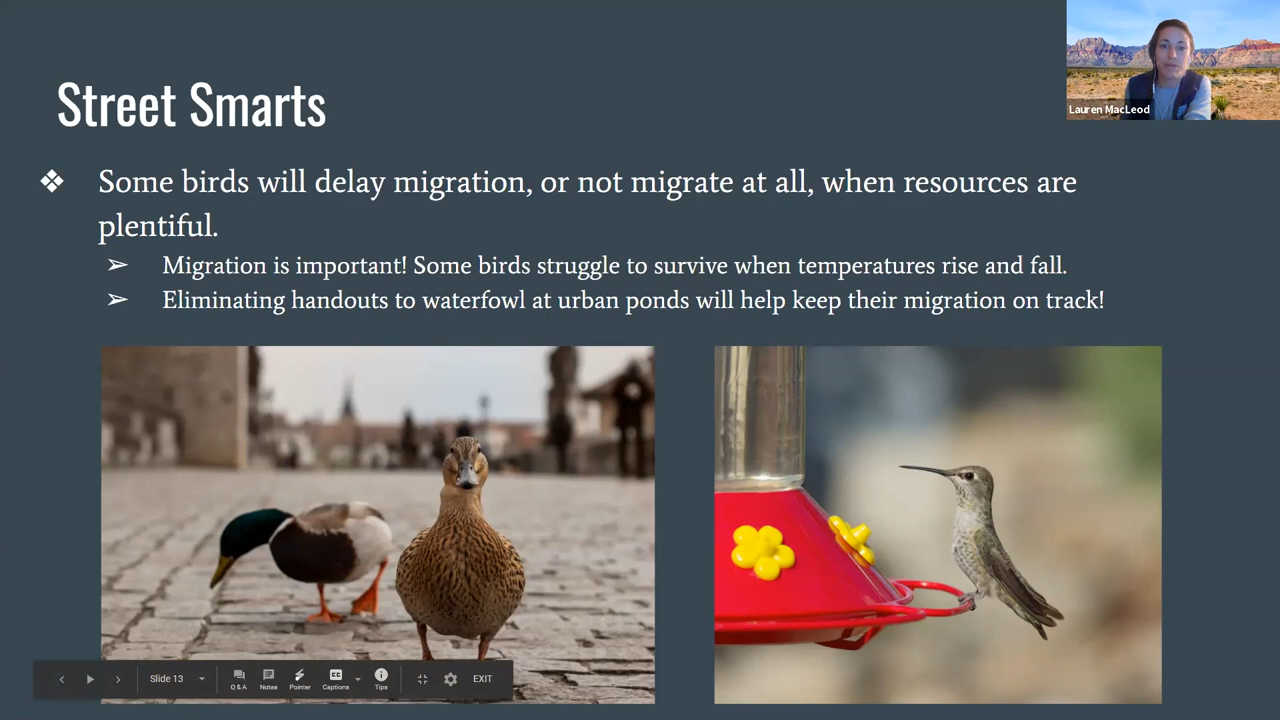 Street Smarts
Lauren MacLeod
❖ Some birds will delay migration, or not migrate at all, when resources are
plentiful.
➢ Migration is important! Some birds struggle to survive when temperatures rise and fall.
➢ Eliminating handouts to waterfowl at urban ponds will help keep their migration on track!
Slide 13
Q & A
Notes
Pointer
Captions
Tips
EXIT